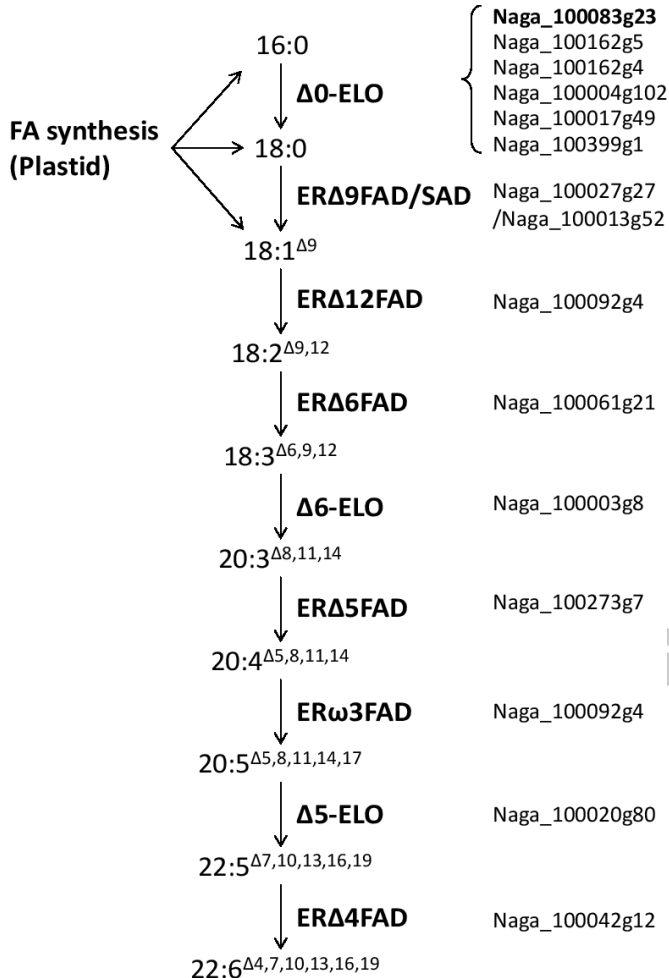 16:0
Δ0-ELO
Naga_100083g23
Naga_100162g5
Naga_100162g4
Naga_100004g102
Naga_100017g49
Naga_100399g1
FA synthesis
(Plastid)
18:0
ERΔ9FAD/SAD
Naga_100027g27
/Naga_100013g52
18:1Δ9
ERΔ12FAD
Naga_100092g4
18:2Δ9,12
ERΔ6FAD
Naga_100061g21
18:3Δ6,9,12
Δ6-ELO
Naga_100003g8
20:3Δ8,11,14
ERΔ5FAD
Naga_100273g7
20:4Δ5,8,11,14
ERω3FAD
Naga_100092g4
20:5Δ5,8,11,14,17
Δ5-ELO
Naga_100020g80
22:5Δ7,10,13,16,19
ERΔ4FAD
Naga_100042g12
22:6Δ4,7,10,13,16,19